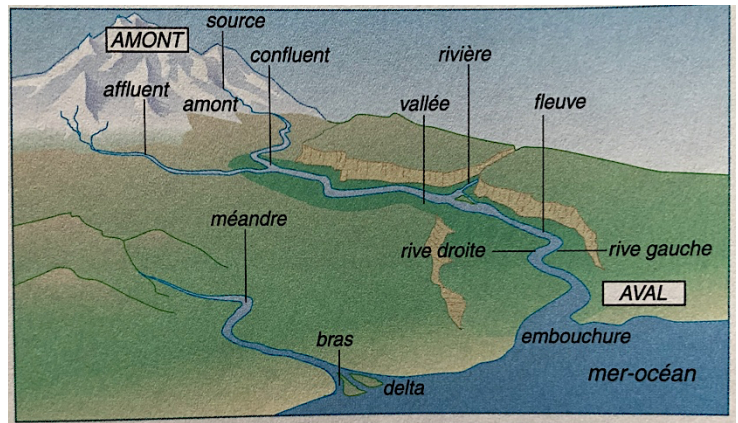 source
AMONT
confluent
rivière
affluent
amont
vallée
fleuve
méandre
rive droite
rive gauche
AVAL
bras
embouchure
mer-océan
delta